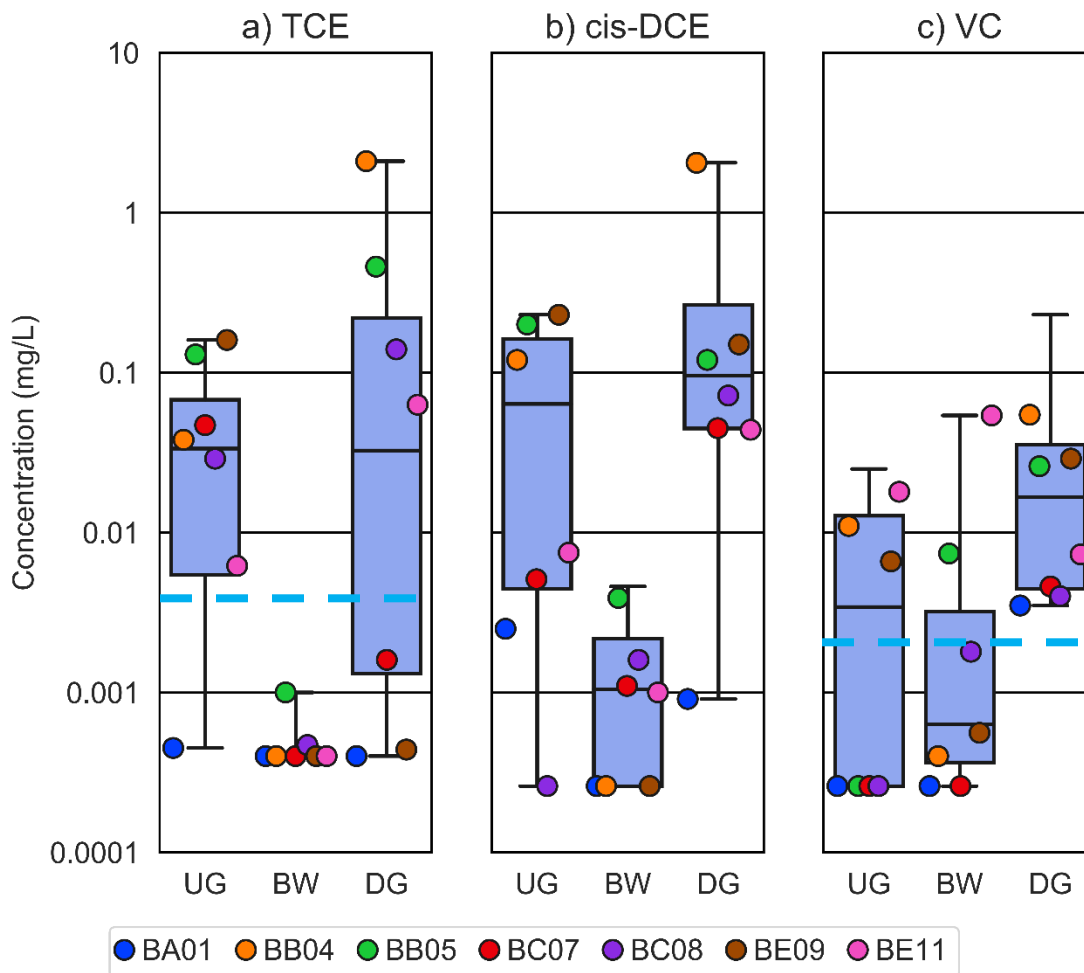 a) TCE
b) cis-DCE
c) VC
Concentration (mg/L)
10
1
0.1
0.01
0.001
0.0001
UG BW DG
UG BW DG
UG BW DG
BA01 BB04 BB05 BC07 BC08 BE09 BE11